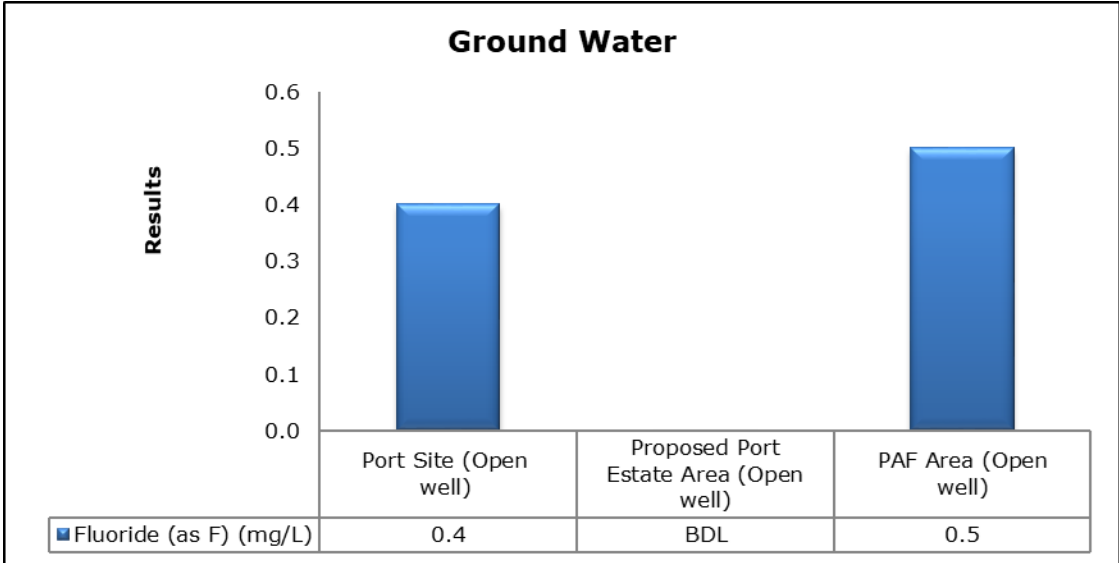 Ground Water
Results
0.6
0.5
0.4
0.3
0.2
0.1
0.0
Port Site (Open
well)
Proposed Port
Estate Area (Open
well)
PAF Area (Open
well)
Fluoride (as F) (mg/L) 0.4 BDL 0.5